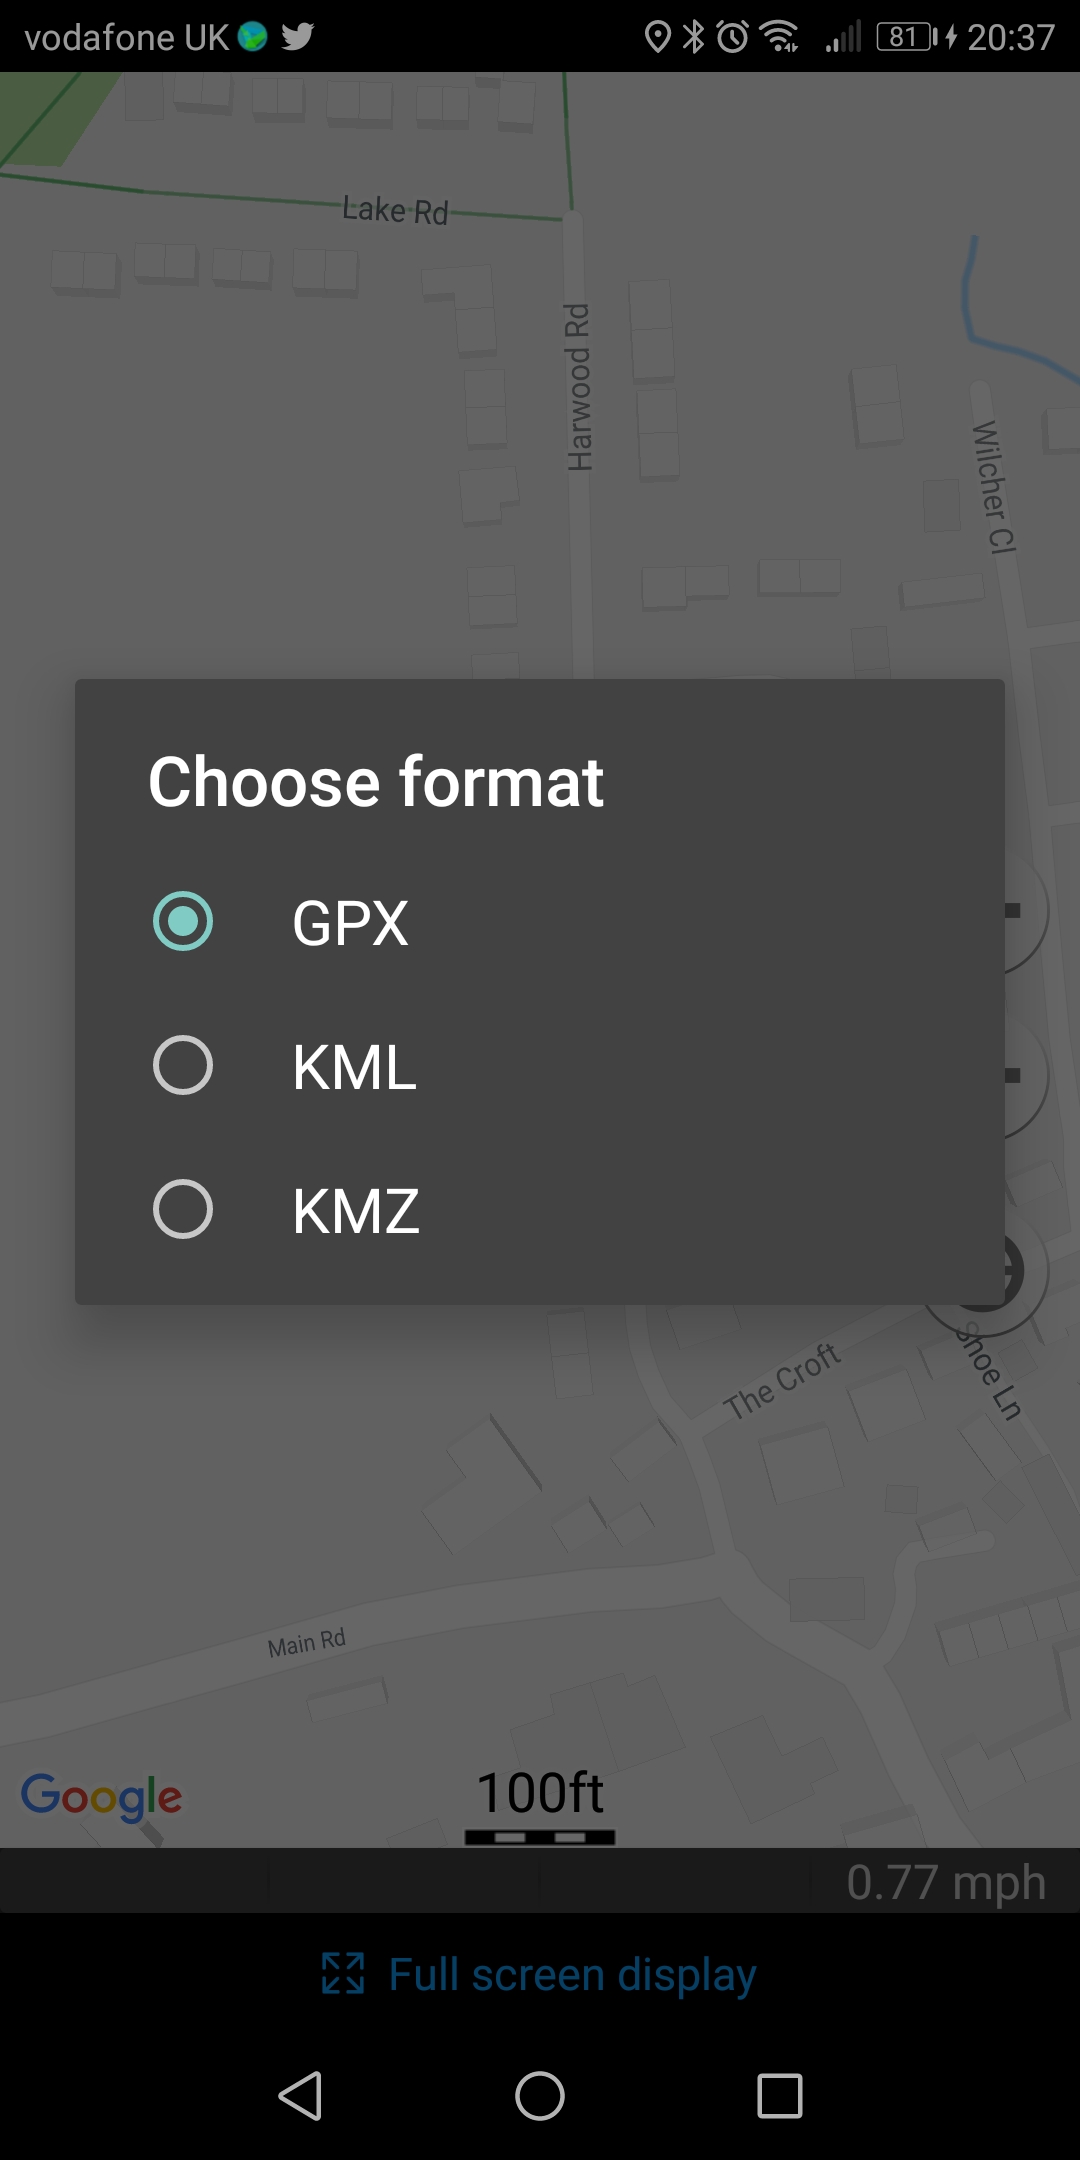 vodafone UK
81
20:37
Lake Rd
Harwood Rd
Wilcher Cl
Choose format
GPX
KML
KMZ
The Croft
Shoe Ln
Main Rd
Google
100ft
0.77 mph
Full screen display